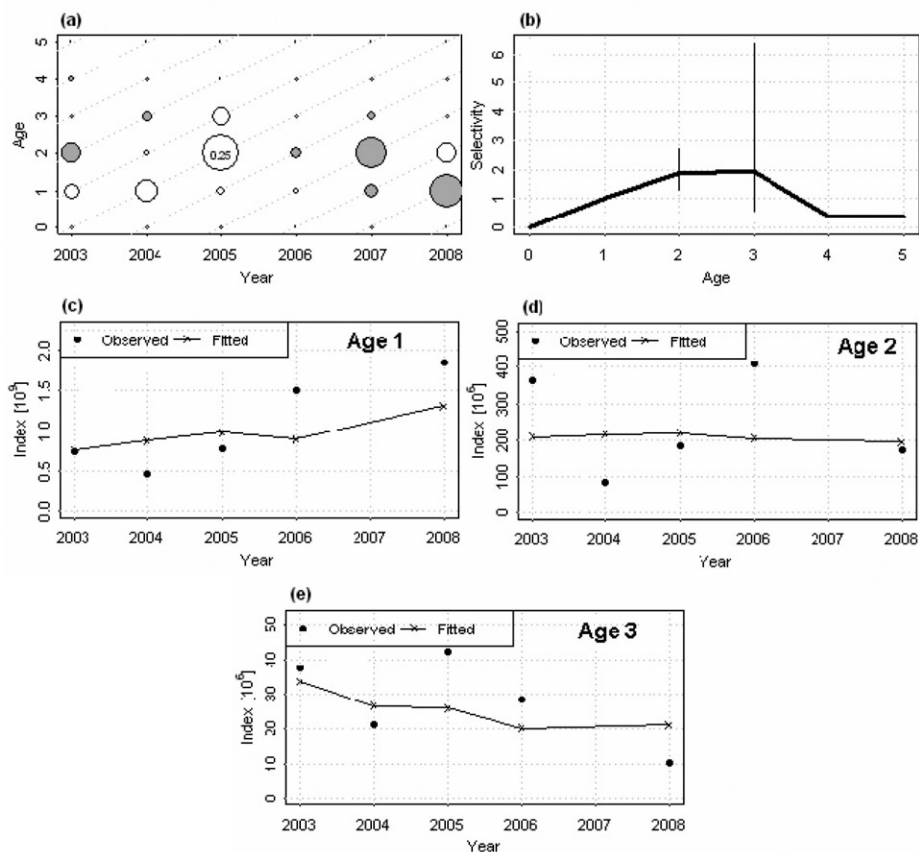 (a)
Age
5
4
3
2
1
0
0.25
2003 2004 2005 2006 2007 2008
Year
(b)
Selectivity
6
5
4
3
2
1
0
0 1 2 3 4 5
Age
(c)
Observed Fitted
Age 1
Index [10⁹]
2.0
1.5
1.0
0.5
0.0
2003 2004 2005 2006 2007 2008
Year
(d)
Observed Fitted
Age 2
Index [10⁶]
500
400
300
200
100
0
2003 2004 2005 2006 2007 2008
Year
(e)
Observed Fitted
Age 3
Index [10⁶]
50
40
30
20
10
0
2003 2004 2005 2006 2007 2008
Year